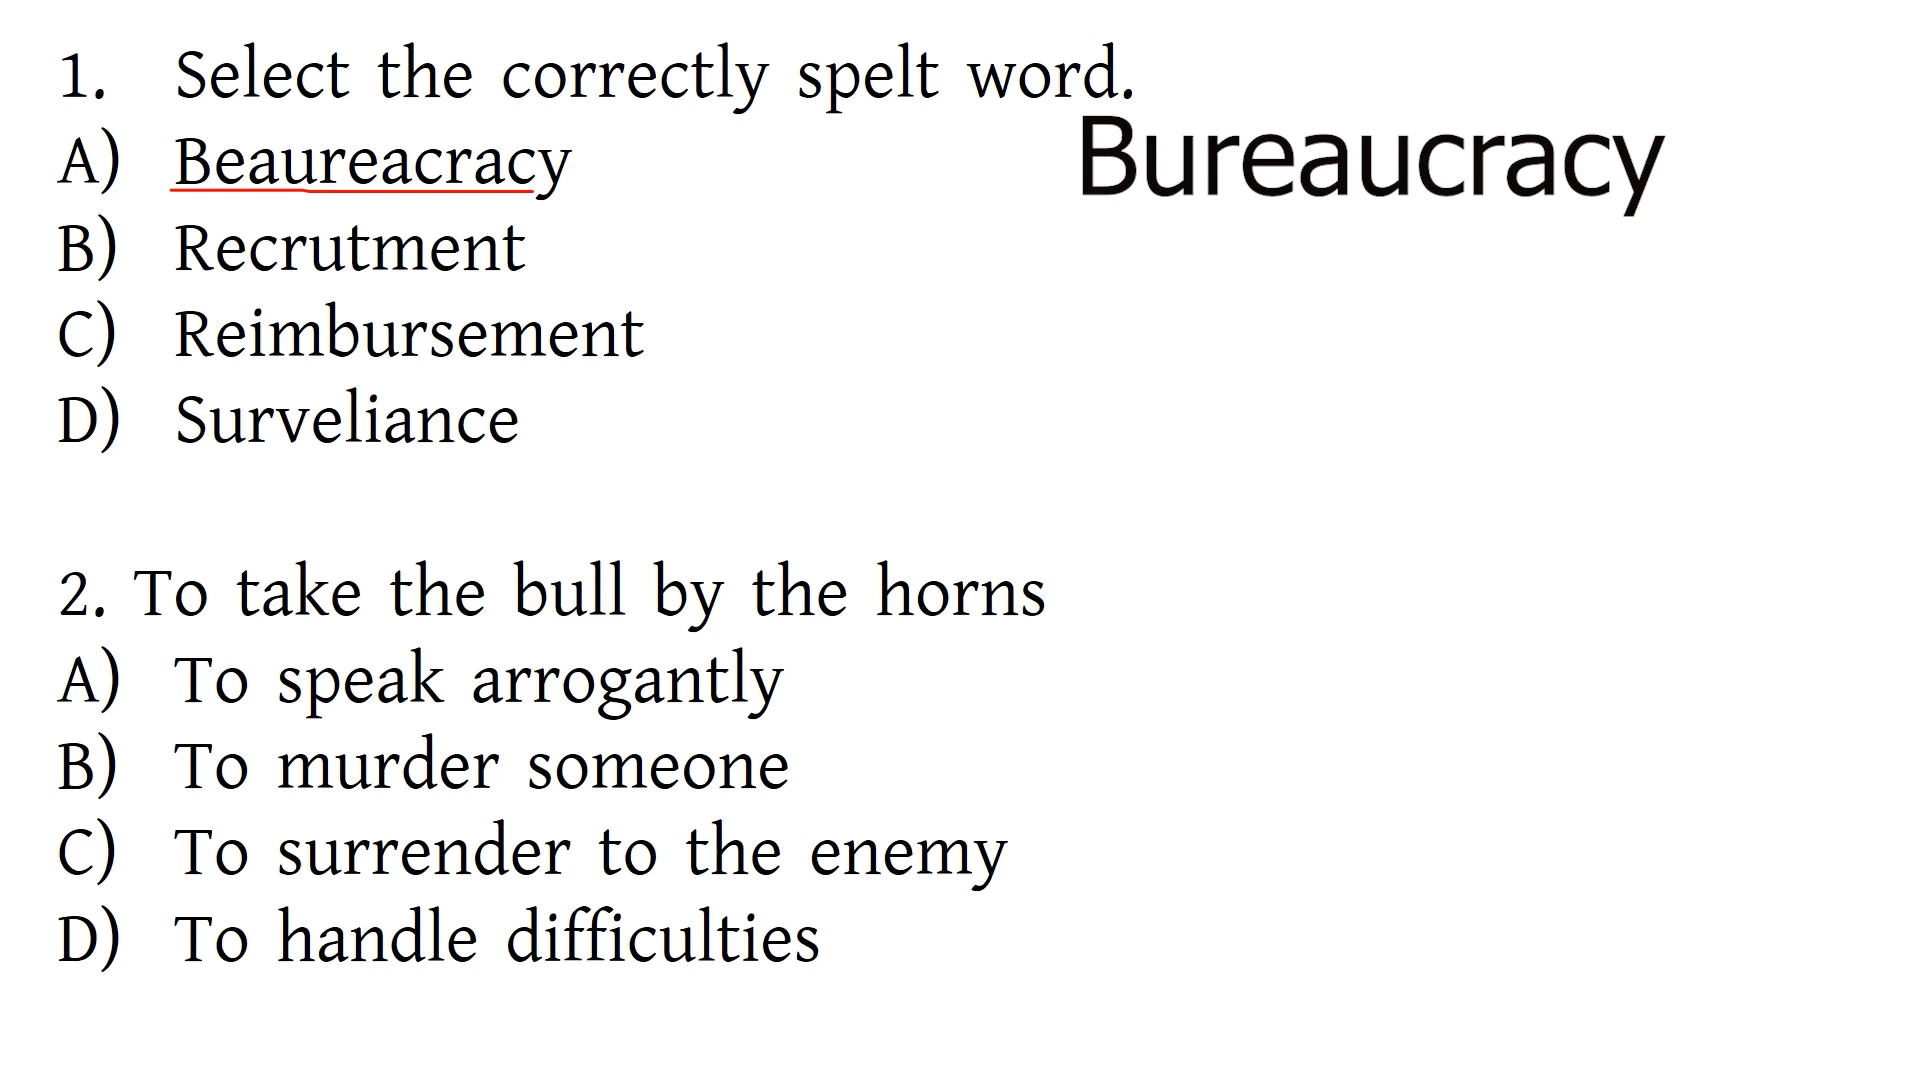 1. Select the correctly spelt word.
A) Beaureacracy
Bureaucracy
B) Recrutment
C) Reimbursement
D) Surveliance
2. To take the bull by the horns
A) To speak arrogantly
B) To murder someone
C) To surrender to the enemy
D) To handle difficulties